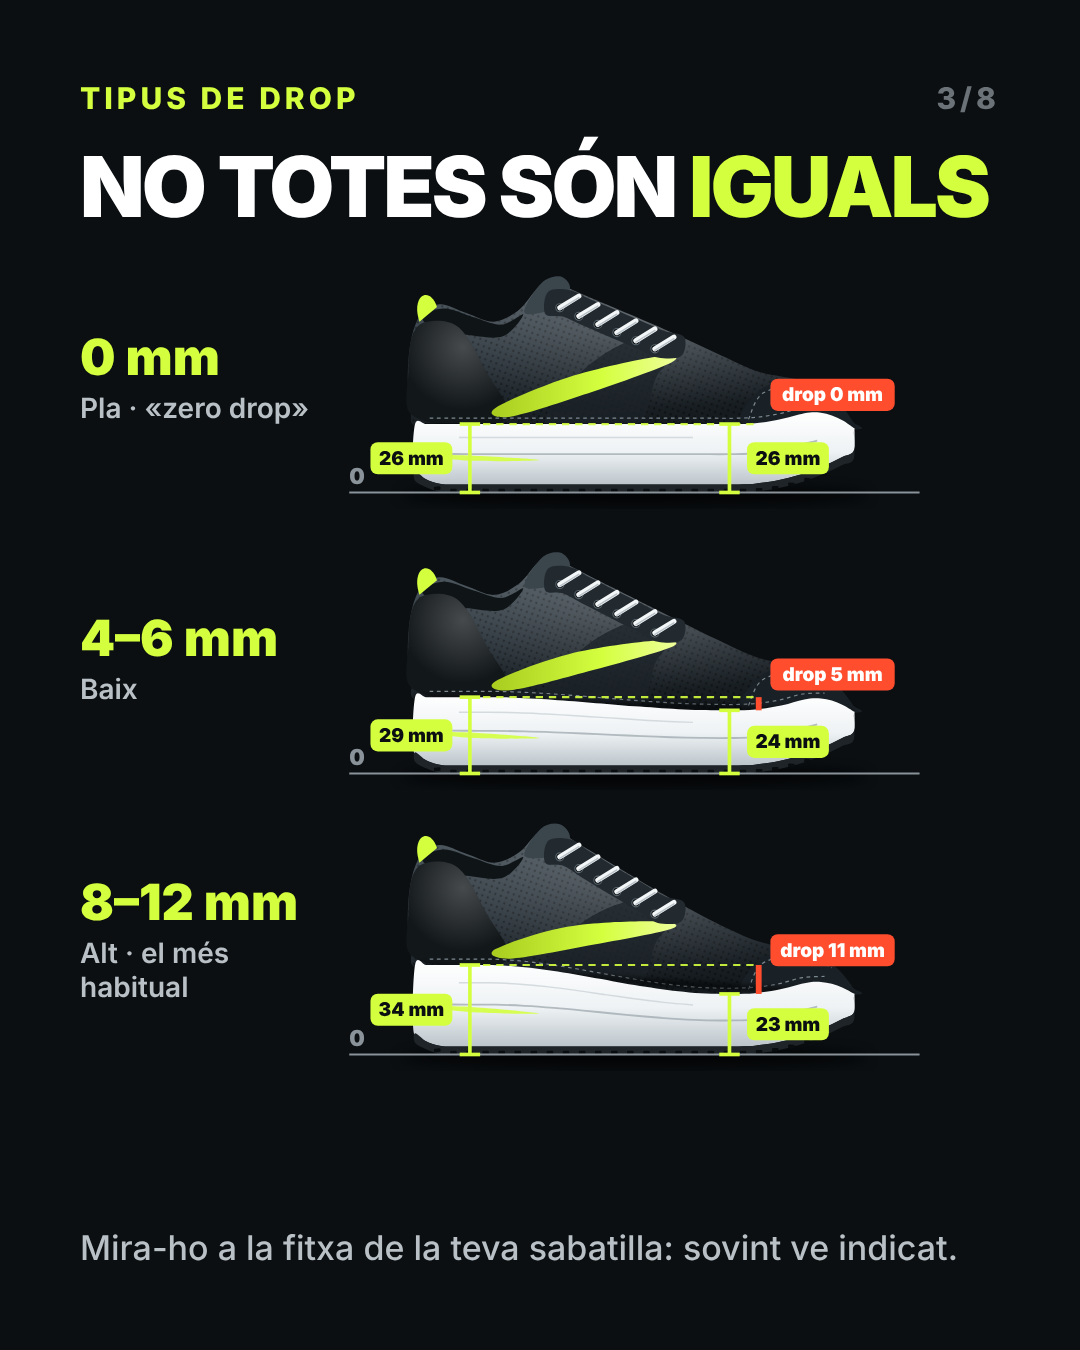 TIPUS DE DROP
3/8
NO TOTES SÓN IGUALS
0 mm
Pla · «zero drop»
drop 0 mm
26 mm
26 mm
0
4–6 mm
Baix
drop 5 mm
29 mm
24 mm
0
8–12 mm
Alt · el més
habitual
drop 11 mm
34 mm
23 mm
0
Mira-ho a la fitxa de la teva sabatilla: sovint ve indicat.